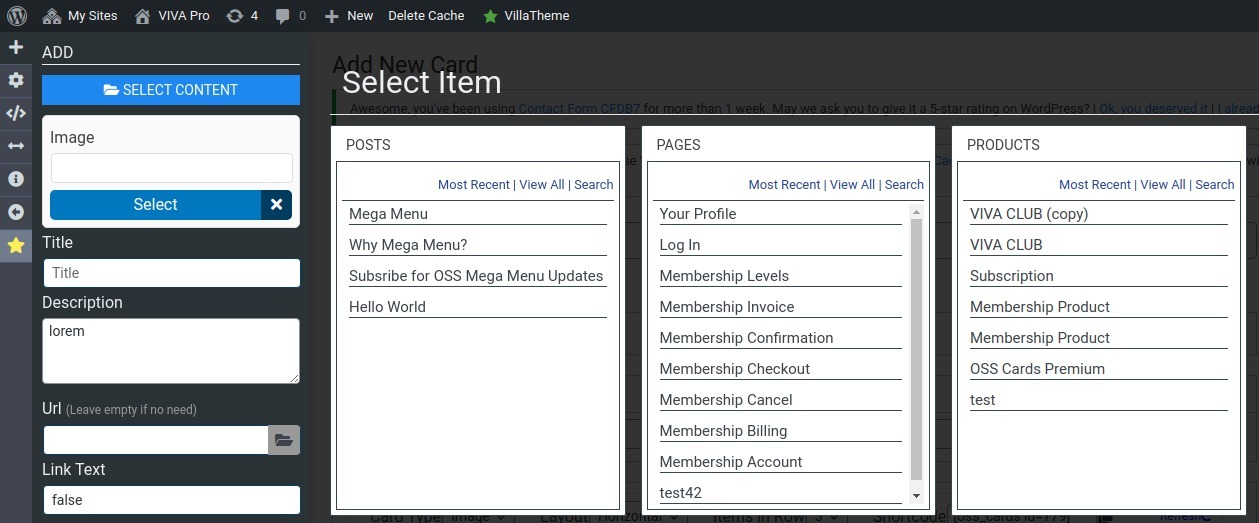 My Sites VIVA Pro 4 0 New Delete Cache VillaTheme
ADD
SELECT CONTENT
Image
Select
Title
Title
Description
lorem
Url (Leave empty if no need)
Link Text
false
Add New Card
Select Item
Awesome, you've been using Contact Form CFDB7 for more than 1 week. May we ask you to give it a 5-star rating on WordPress? | Ok, you deserved it | I alread
POSTS
Most Recent | View All | Search
Mega Menu
Why Mega Menu?
Subsribe for OSS Mega Menu Updates
Hello World
PAGES
Most Recent | View All | Search
Your Profile
Log In
Membership Levels
Membership Invoice
Membership Confirmation
Membership Checkout
Membership Cancel
Membership Billing
Membership Account
test42
PRODUCTS
Most Recent | View All | Search
VIVA CLUB (copy)
VIVA CLUB
Subscription
Membership Product
Membership Product
OSS Cards Premium
test
Card Type Image Layout Horizontal Items in Row 3 Shortcode Refresh